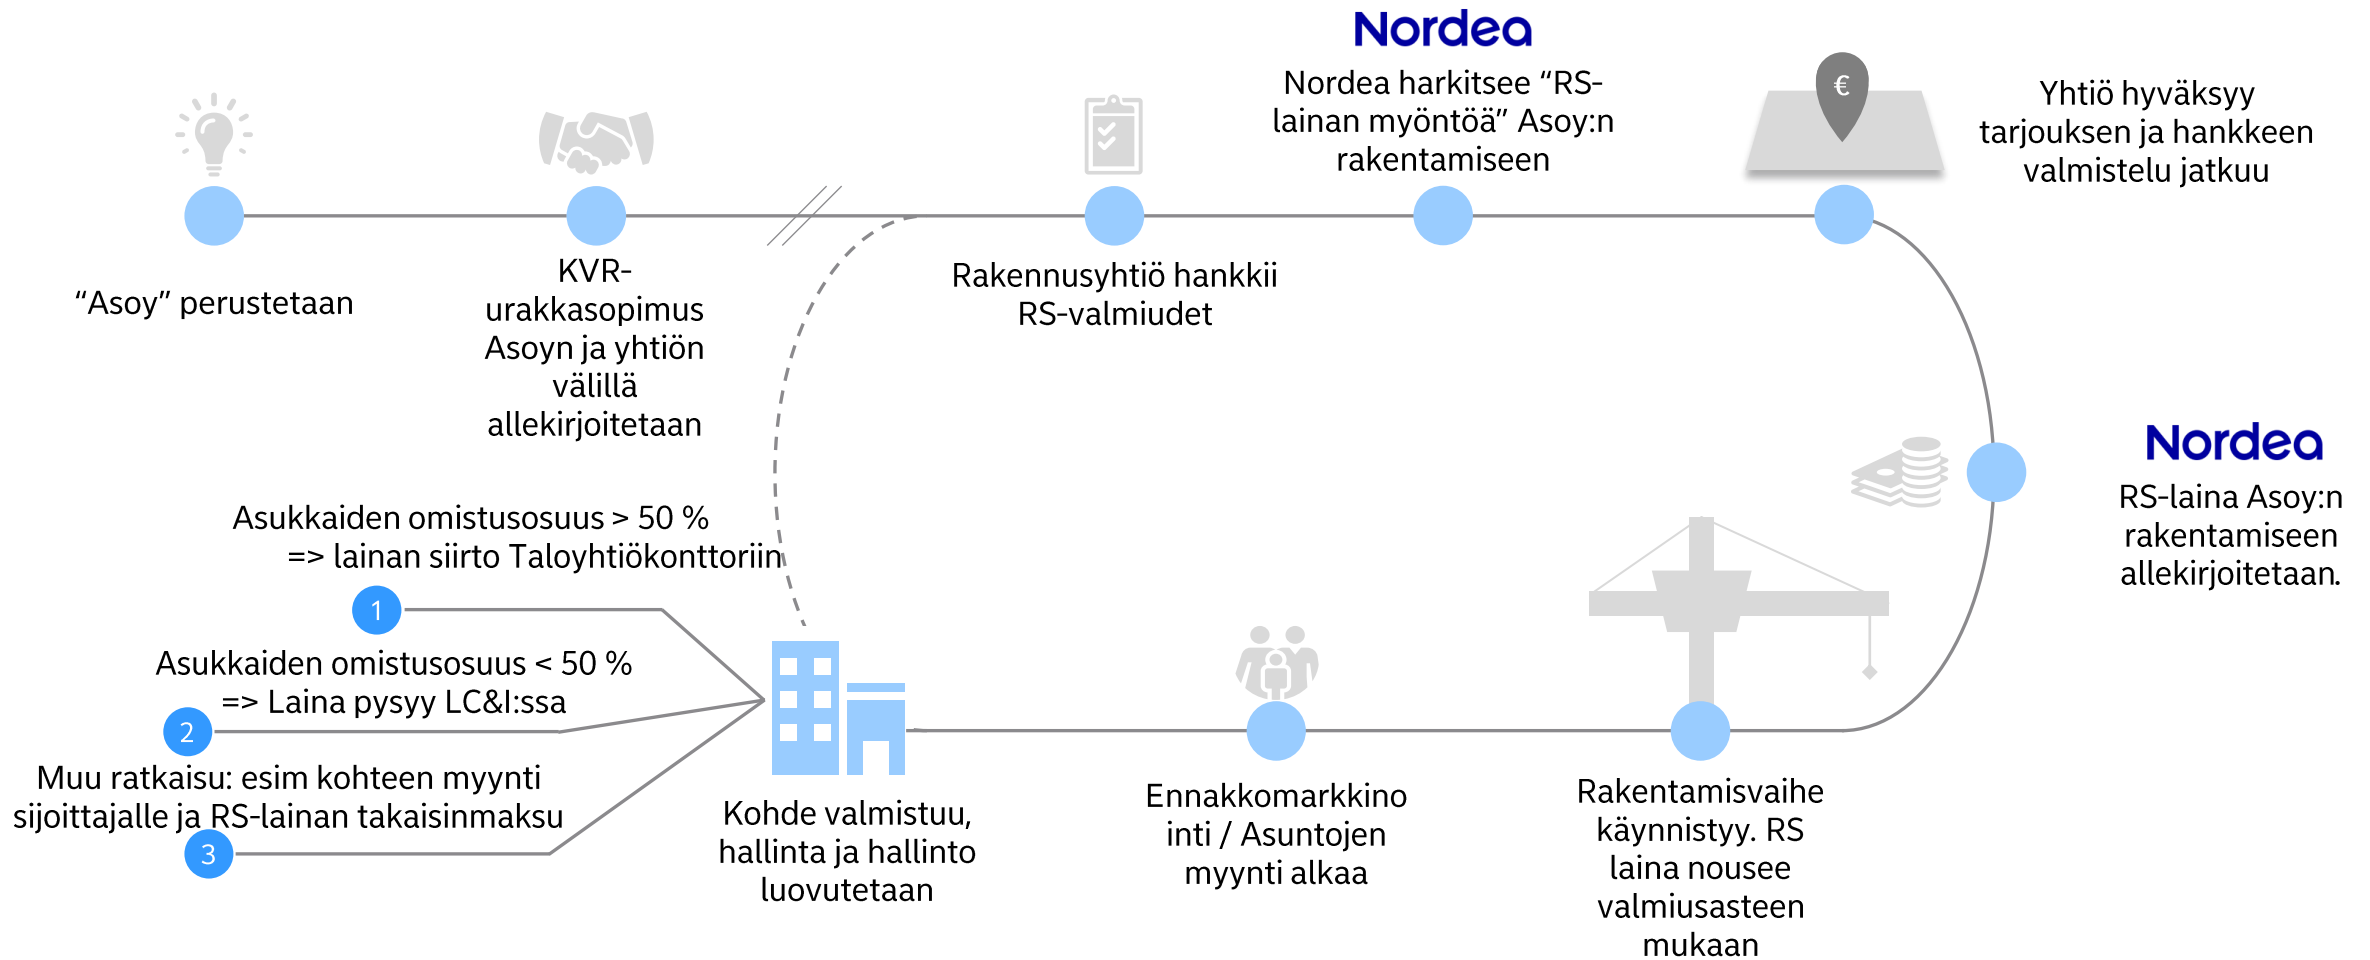 Nordea
Nordea harkitsee “RS-
lainan myöntöä” Asoy:n
rakentamiseen
€
Yhtiö hyväksyy
tarjouksen ja hankkeen
valmistelu jatkuu
“Asoy” perustetaan
KVR-
urakkasopimus
Asoyn ja yhtiön
välillä
allekirjoitetaan
Rakennusyhtiö hankkii
RS-valmiudet
Nordea
RS-laina Asoy:n
rakentamiseen
allekirjoitetaan.
Asukkaiden omistusosuus > 50 %
=> lainan siirto Taloyhtiökonttoriin
1
Asukkaiden omistusosuus < 50 %
=> Laina pysyy LC&I:ssa
2
Muu ratkaisu: esim kohteen myynti
sijoittajalle ja RS-lainan takaisinmaksu
3
Kohde valmistuu,
hallinta ja hallinto
luovutetaan
Ennakkomarkkino
inti / Asuntojen
myynti alkaa
Rakentamisvaihe
käynnistyy. RS
laina nousee
valmiusasteen
mukaan